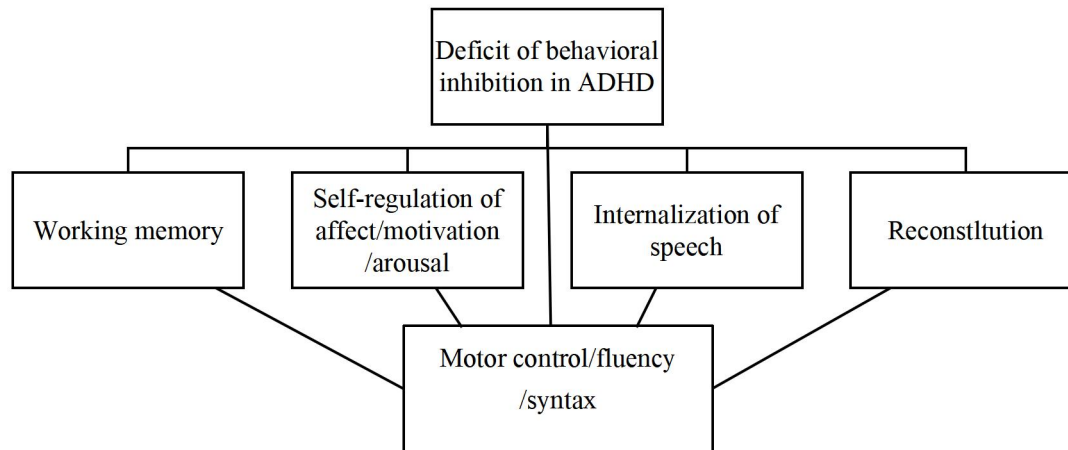 Deficit of behavioral
inhibition in ADHD
Working memory
Self-regulation of
affect/motivation
/arousal
Internalization of
speech
Reconstltution
Motor control/fluency
/syntax